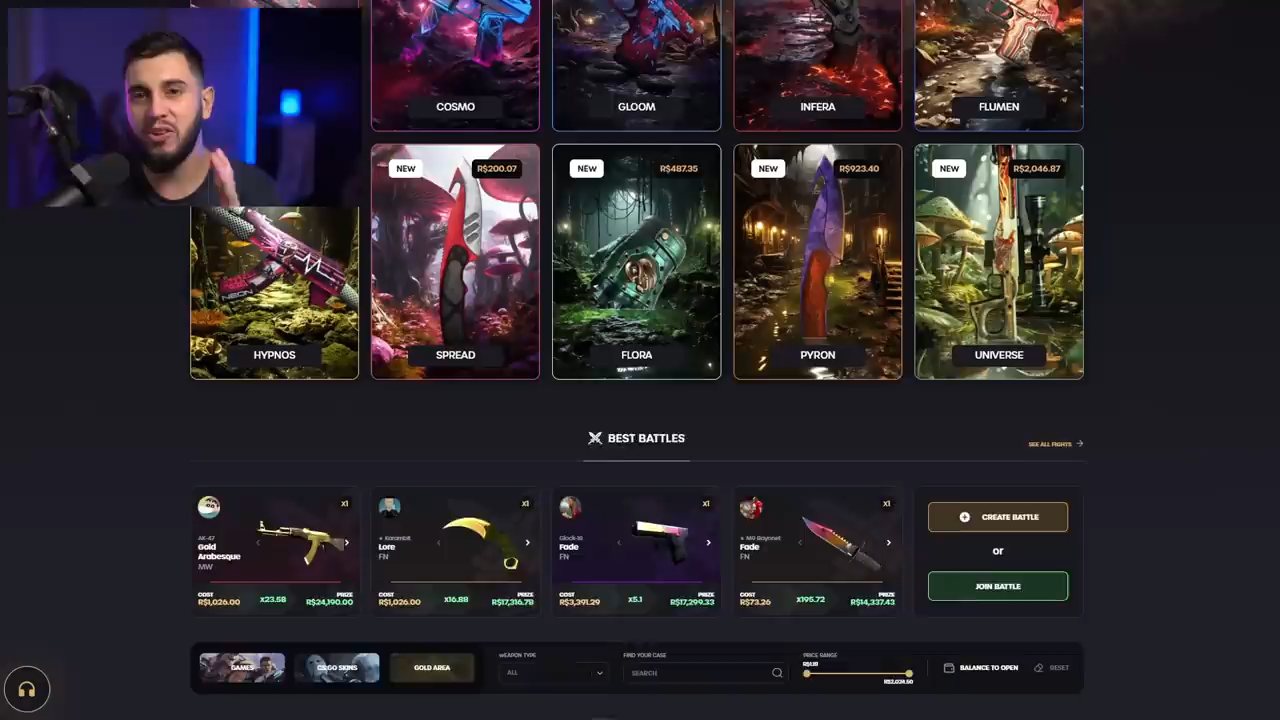 COSMO
GLOOM
INFERA
FLUMEN
HYPNOS
NEW
R$200.07
SPREAD
NEW
R$487.35
FLORA
NEW
R$923.40
PYRON
NEW
R$2,046.87
UNIVERSE
BEST BATTLES
SEE ALL FIGHTS
X1
AK-47
Gold
Arabesque
MW
COST
R$1,026.00
x23.58
PRIZE
R$24,190.00
X1
★ Karambit
Lore
FN
COST
R$1,026.00
x16.88
PRIZE
R$17,316.78
X1
Glock-18
Fade
FN
COST
R$3,391.29
x5.1
PRIZE
R$17,299.33
X1
★ M9 Bayonet
Fade
FN
COST
R$73.26
x195.72
PRIZE
R$14,337.43
CREATE BATTLE
or
JOIN BATTLE
GAMES
CS:GO SKINS
GOLD AREA
WEAPON TYPE
ALL
FIND YOUR CASE
SEARCH
PRICE RANGE
BALANCE TO OPEN
RESET